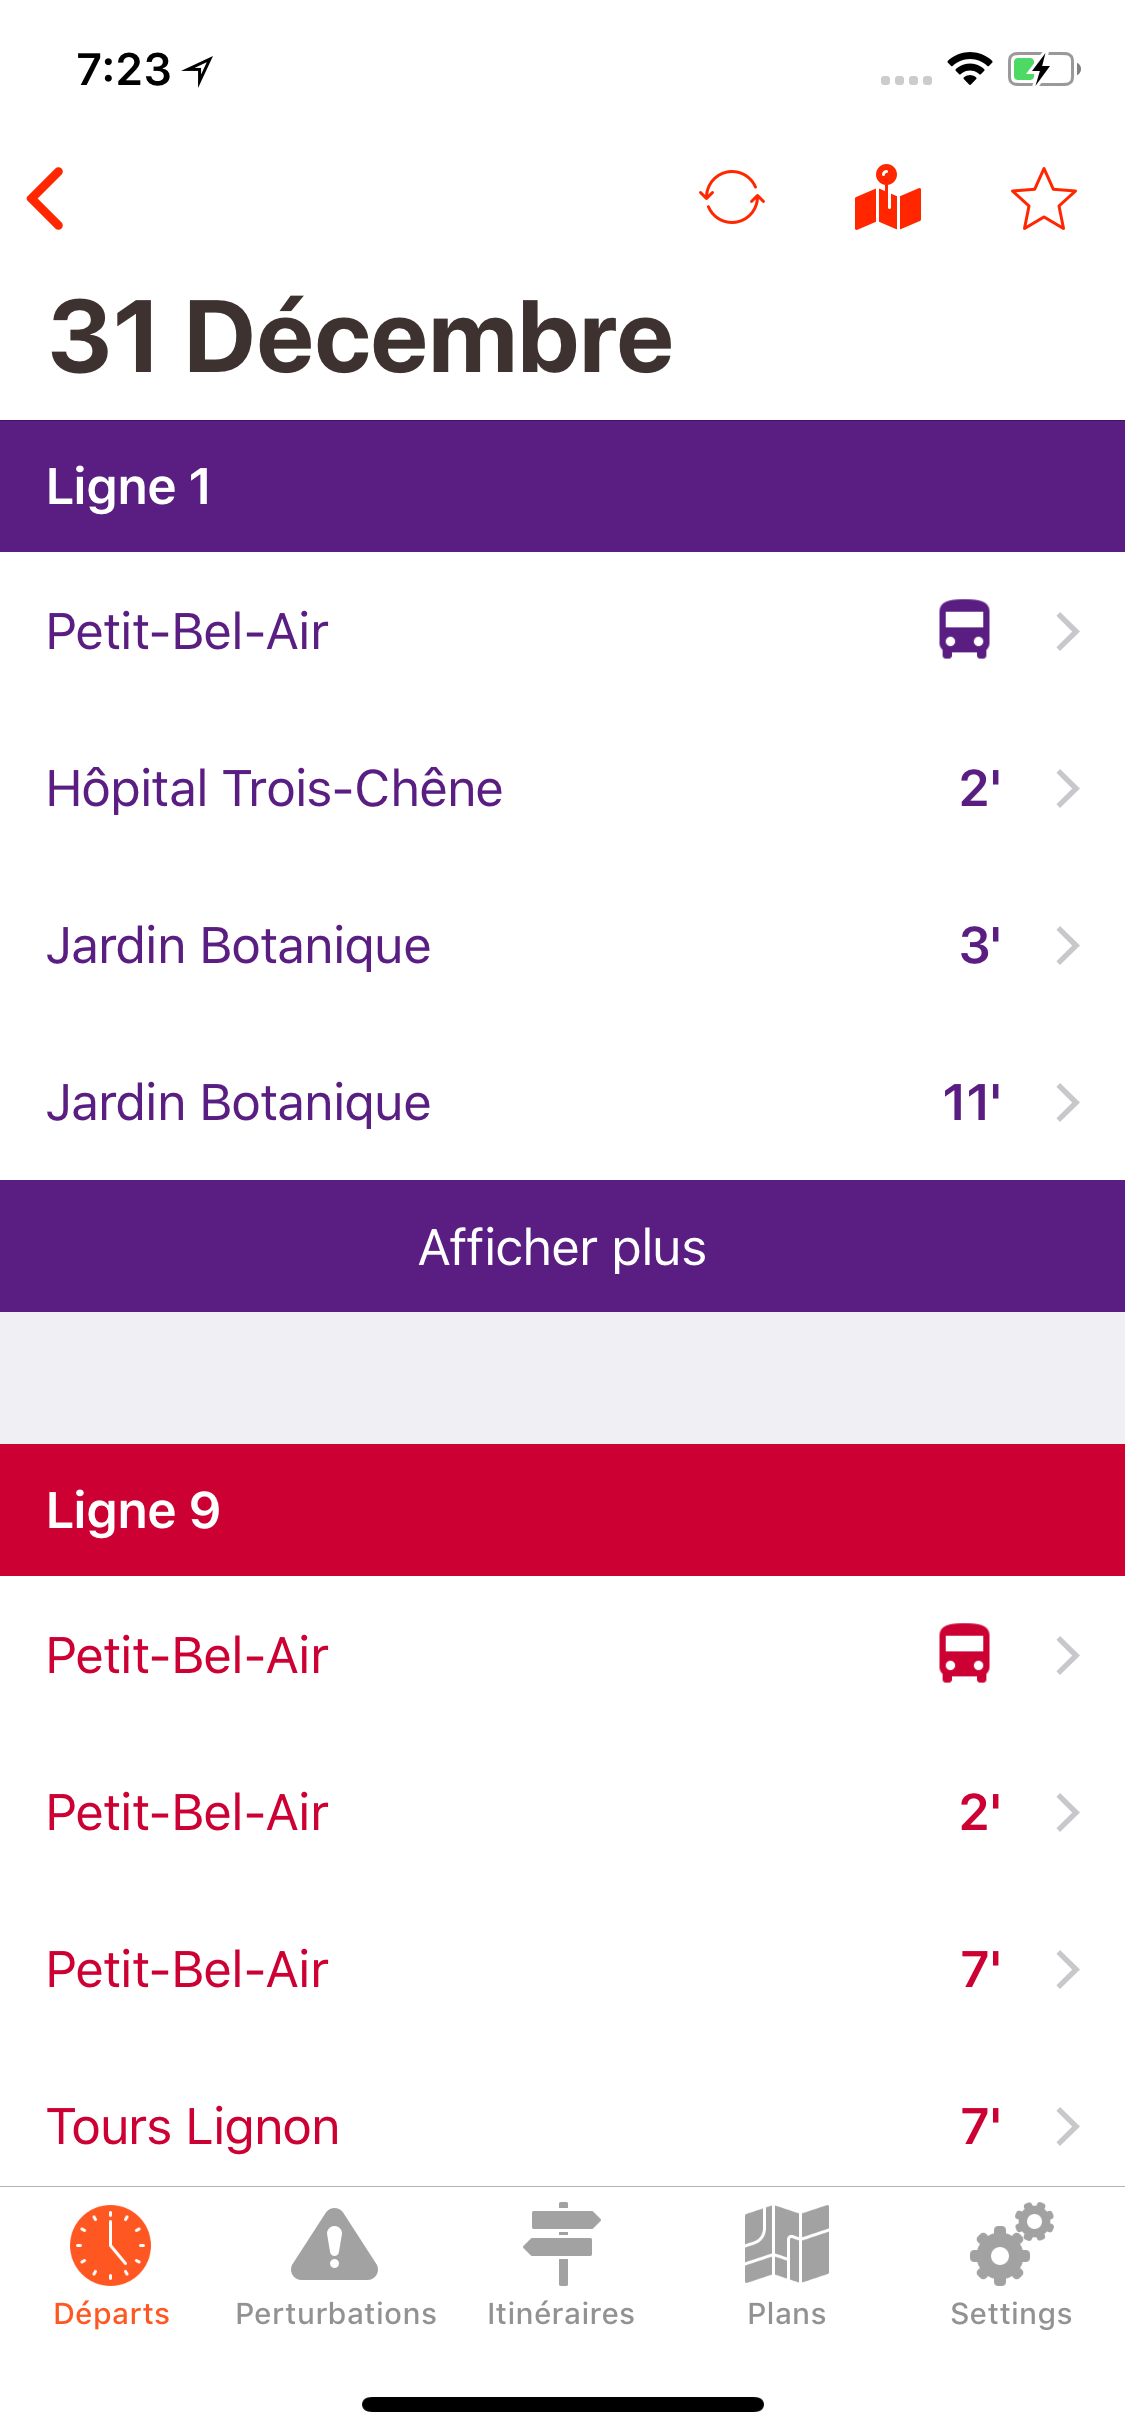 7:23
31 Décembre
Ligne 1
Petit-Bel-Air
Hôpital Trois-Chêne 2'
Jardin Botanique 3'
Jardin Botanique 11'
Afficher plus
Ligne 9
Petit-Bel-Air
Petit-Bel-Air 2'
Petit-Bel-Air 7'
Tours Lignon 7'
Départs Perturbations Itinéraires Plans Settings